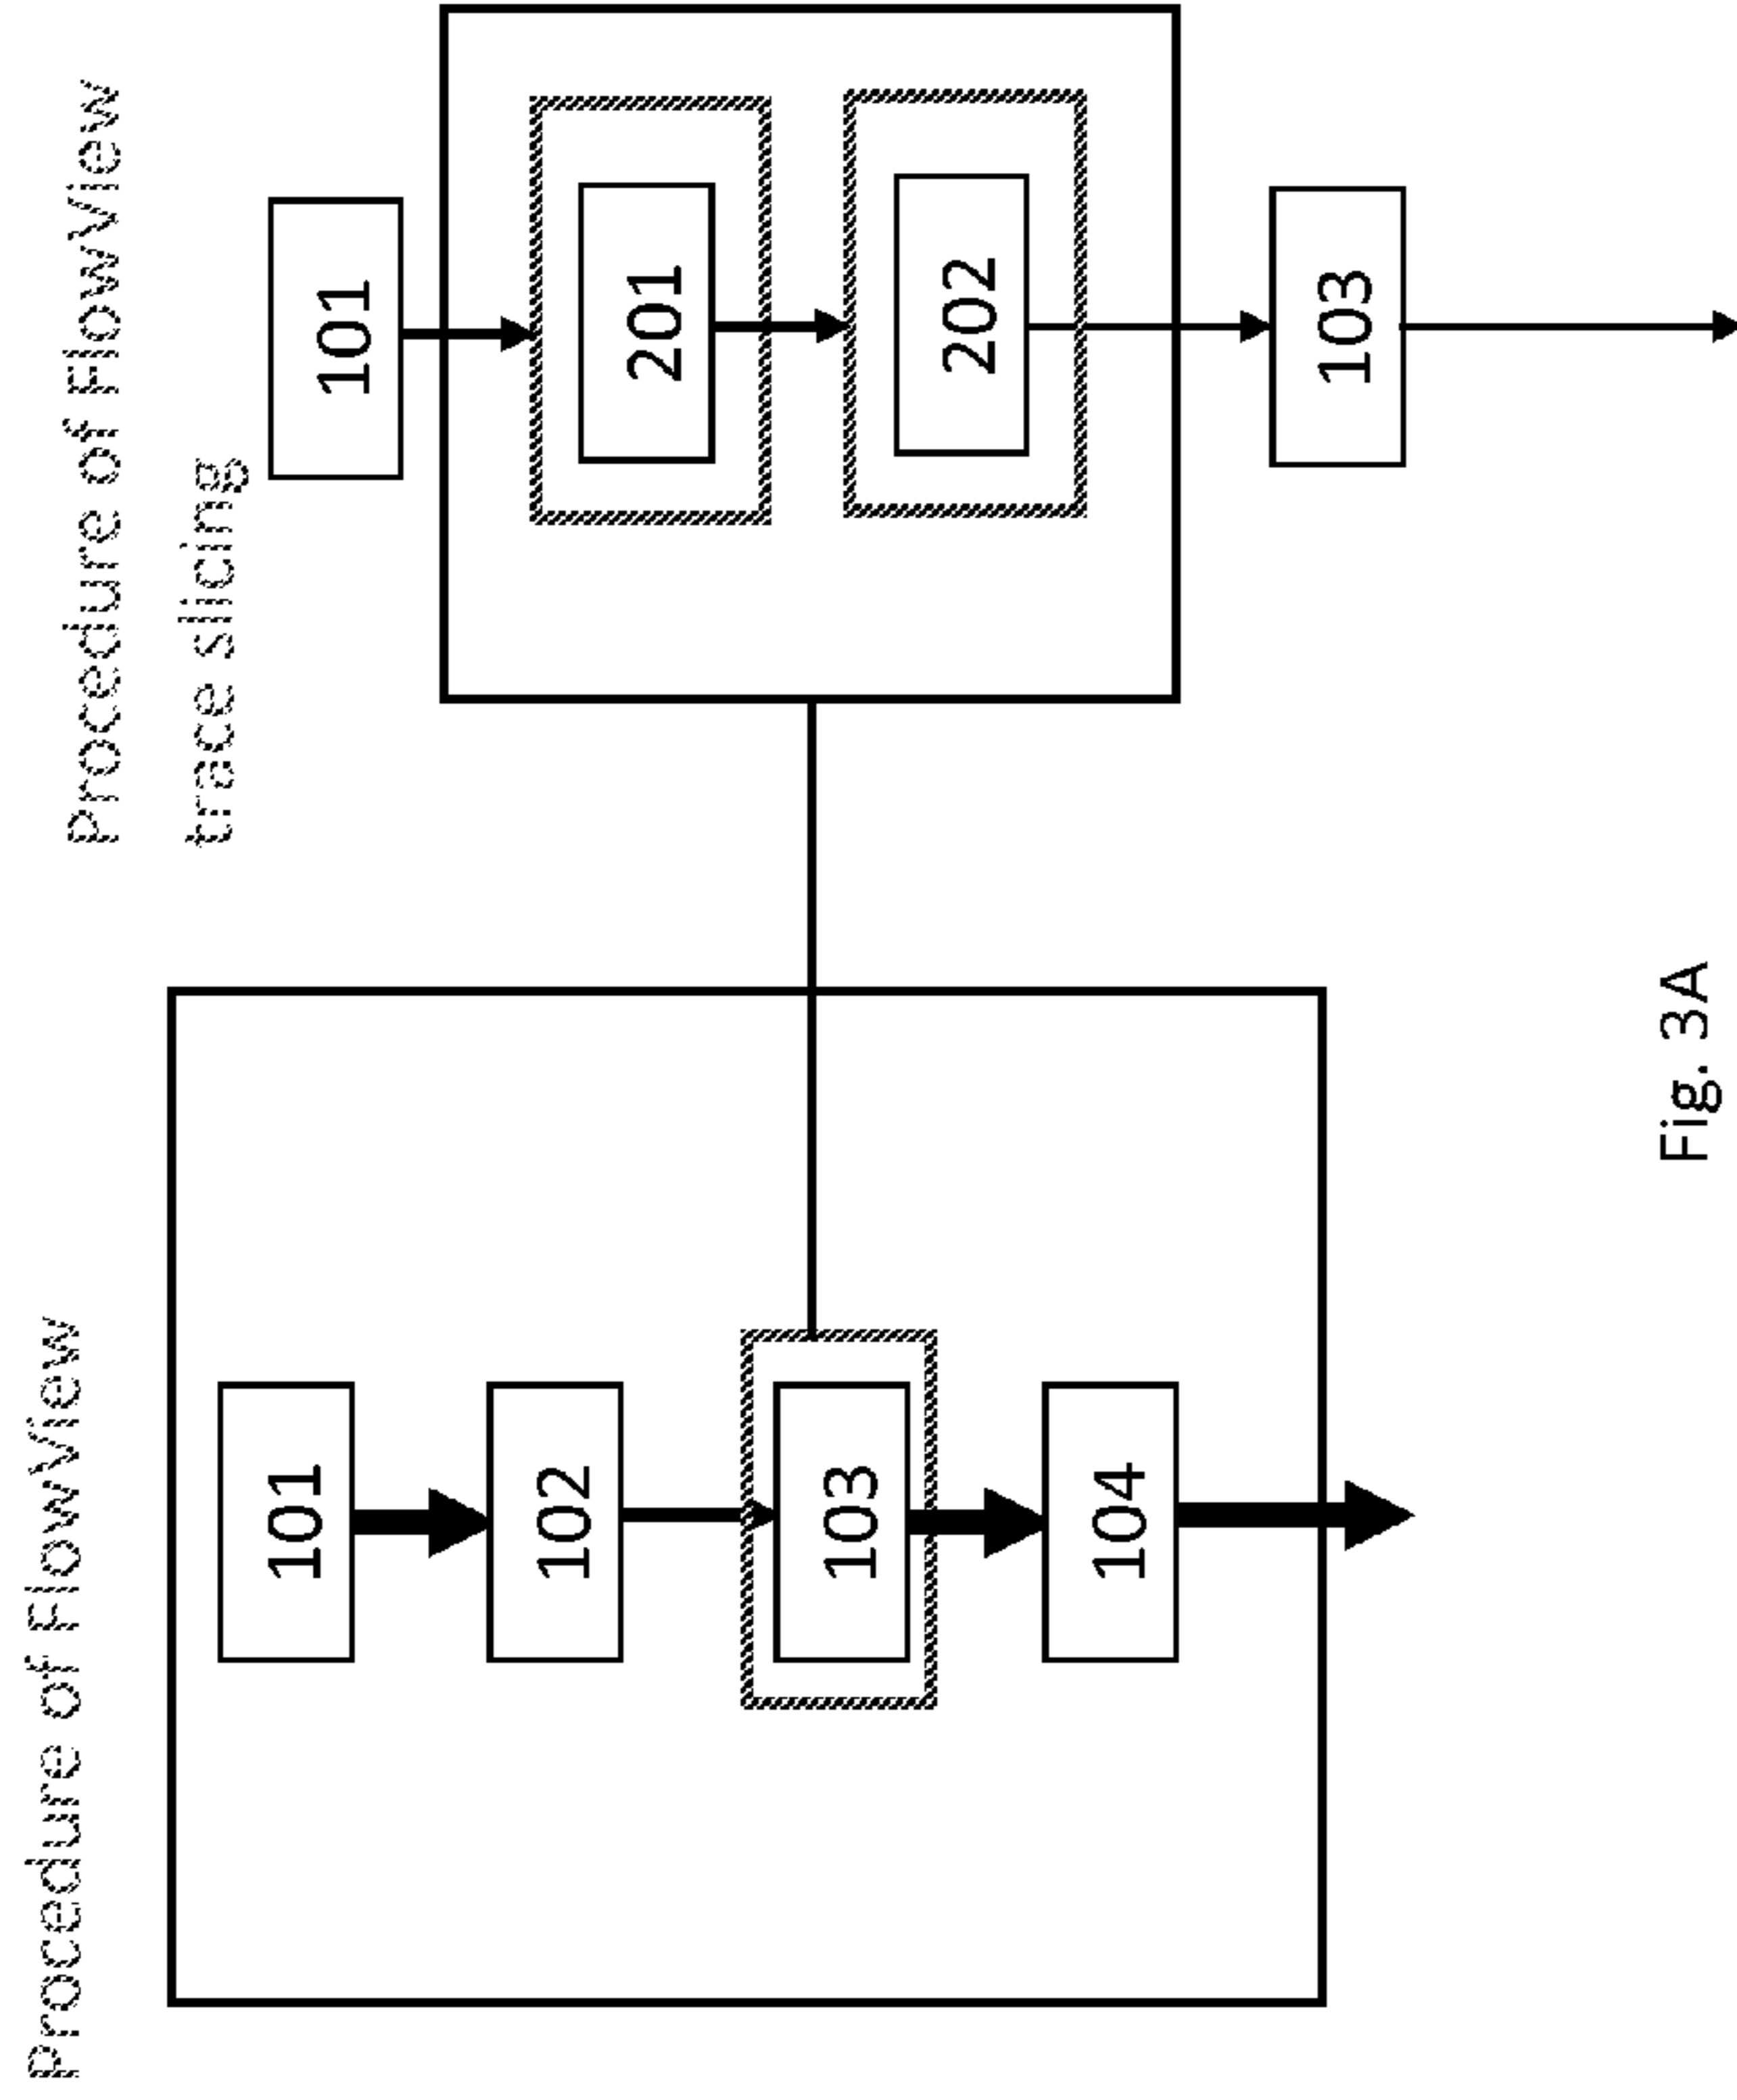 Procedure of FlowView
101
102
103
104
Procedure of FlowView
trace slicing
101
201
202
103
Fig. 3A